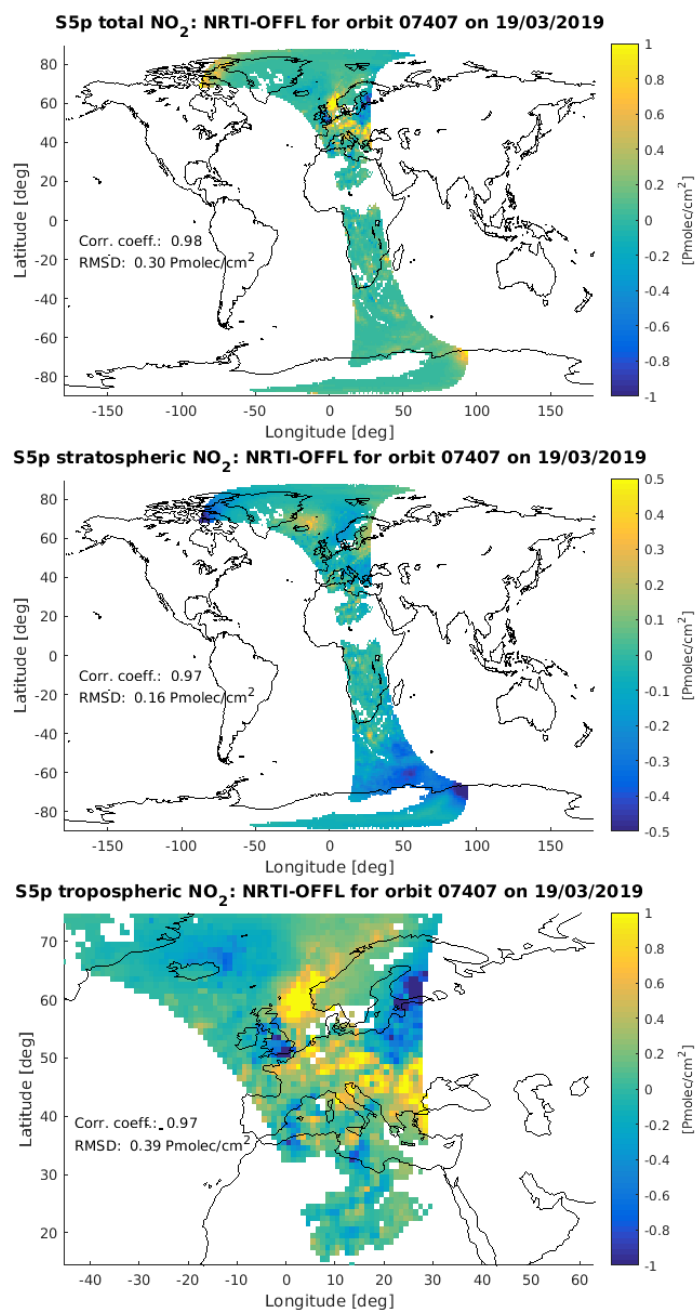 S5p total NO2: NRTI-OFFL for orbit 07407 on 19/03/2019
80
60
40
20
0
-20
-40
-60
-80
Latitude [deg]
Corr. coeff.: 0.98
RMSD: 0.30 Pmolec/cm2
-150 -100 -50 0 50 100 150
Longitude [deg]
1
0.8
0.6
0.4
0.2
0
-0.2
-0.4
-0.6
-0.8
-1
[Pmolec/cm2]
S5p stratospheric NO2: NRTI-OFFL for orbit 07407 on 19/03/2019
80
60
40
20
0
-20
-40
-60
-80
Latitude [deg]
Corr. coeff.: 0.97
RMSD: 0.16 Pmolec/cm2
-150 -100 -50 0 50 100 150
Longitude [deg]
0.5
0.4
0.3
0.2
0.1
0
-0.1
-0.2
-0.3
-0.4
-0.5
[Pmolec/cm2]
S5p tropospheric NO2: NRTI-OFFL for orbit 07407 on 19/03/2019
70
60
50
40
30
20
Latitude [deg]
Corr. coeff.: 0.97
RMSD: 0.39 Pmolec/cm2
-40 -30 -20 -10 0 10 20 30 40 50 60
Longitude [deg]
1
0.8
0.6
0.4
0.2
0
-0.2
-0.4
-0.6
-0.8
-1
[Pmolec/cm2]